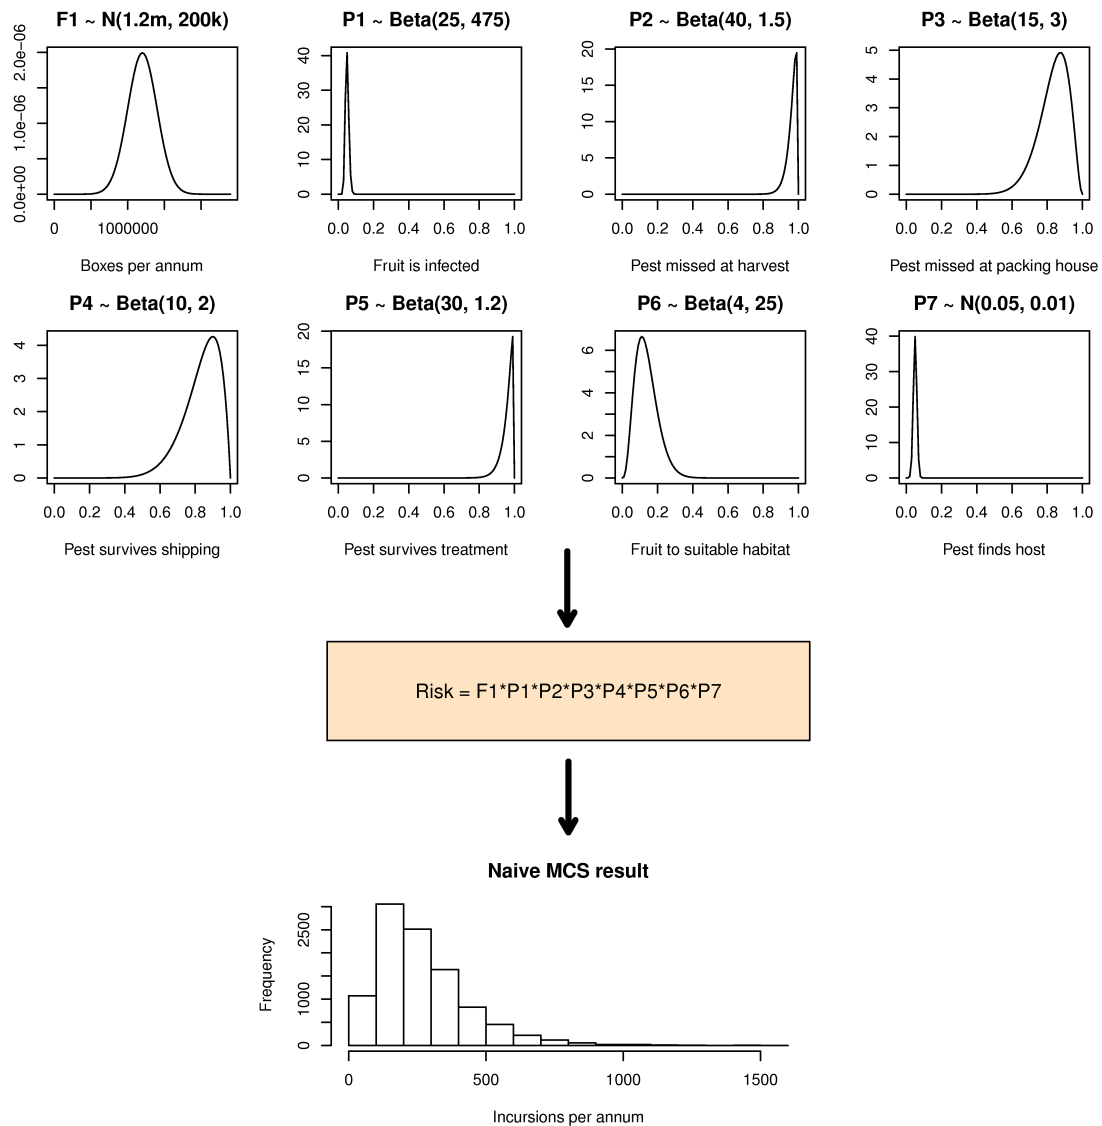 F1 ~ N(1.2m, 200k)
0.0e+00 1.0e−06 2.0e−06
0 1000000
Boxes per annum
P1 ~ Beta(25, 475)
0 10 20 30 40
0.0 0.2 0.4 0.6 0.8 1.0
Fruit is infected
P2 ~ Beta(40, 1.5)
0 5 10 15 20
0.0 0.2 0.4 0.6 0.8 1.0
Pest missed at harvest
P3 ~ Beta(15, 3)
0 1 2 3 4 5
0.0 0.2 0.4 0.6 0.8 1.0
Pest missed at packing house
P4 ~ Beta(10, 2)
0 1 2 3 4
0.0 0.2 0.4 0.6 0.8 1.0
Pest survives shipping
P5 ~ Beta(30, 1.2)
0 5 10 15 20
0.0 0.2 0.4 0.6 0.8 1.0
Pest survives treatment
P6 ~ Beta(4, 25)
0 2 4 6
0.0 0.2 0.4 0.6 0.8 1.0
Fruit to suitable habitat
P7 ~ N(0.05, 0.01)
0 10 20 30 40
0.0 0.2 0.4 0.6 0.8 1.0
Pest finds host
Risk = F1*P1*P2*P3*P4*P5*P6*P7
Naive MCS result
Frequency
0 1000 2500
0 500 1000 1500
Incursions per annum